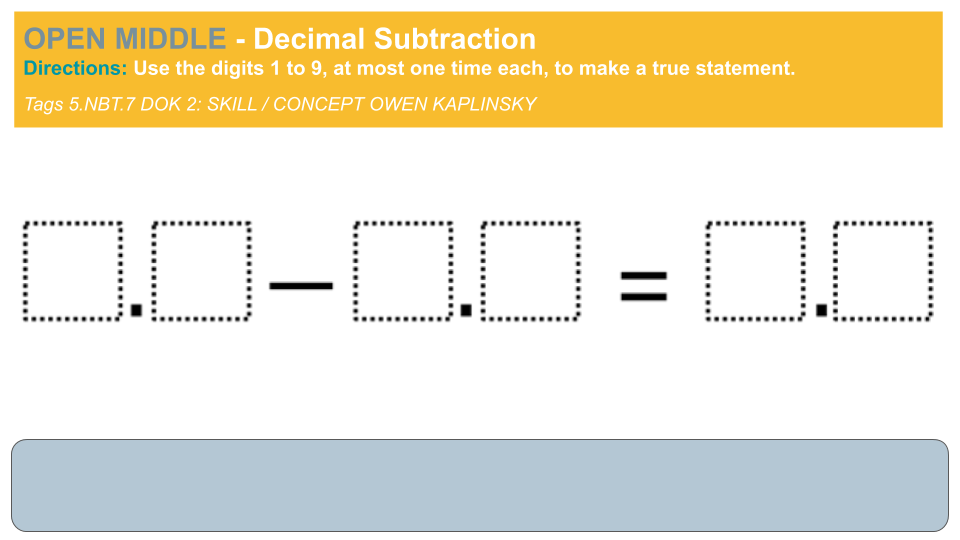 OPEN MIDDLE - Decimal Subtraction
Directions: Use the digits 1 to 9, at most one time each, to make a true statement.
Tags 5.NBT.7 DOK 2: SKILL / CONCEPT OWEN KAPLINSKY
. — . = .